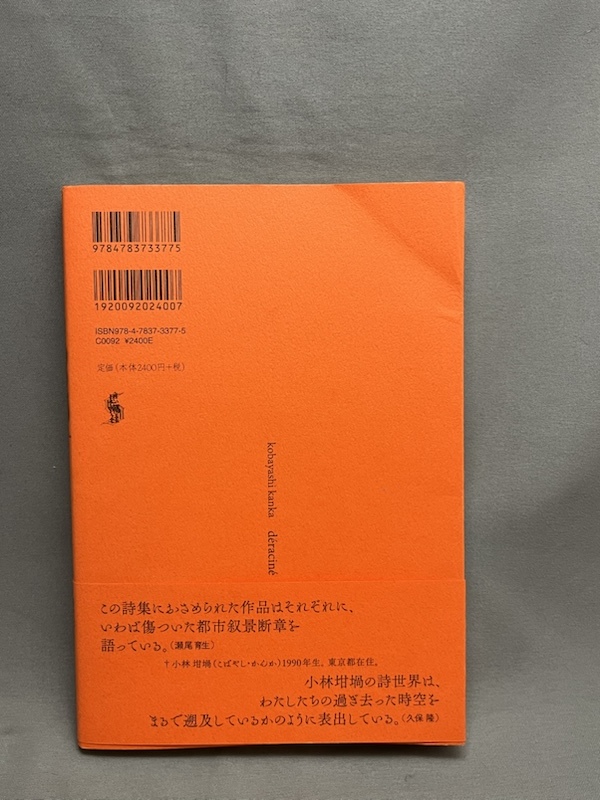 9784783733775
1920092024007
ISBN978-4-7837-3377-5
C0092 ¥2400E
定価(本体2400円+税)
kobayashi kanka déraciné
この詩集におさめられた作品はそれぞれに、
いわば傷ついた都市叙景断章を
語っている。(瀬尾育生)
†小林坩堝(こばやし・かんか)1990年生、東京都在住。
小林坩堝の詩世界は、
わたしたちの過ぎ去った時空を
まるで遡及しているかのように表出している。(久保 隆)